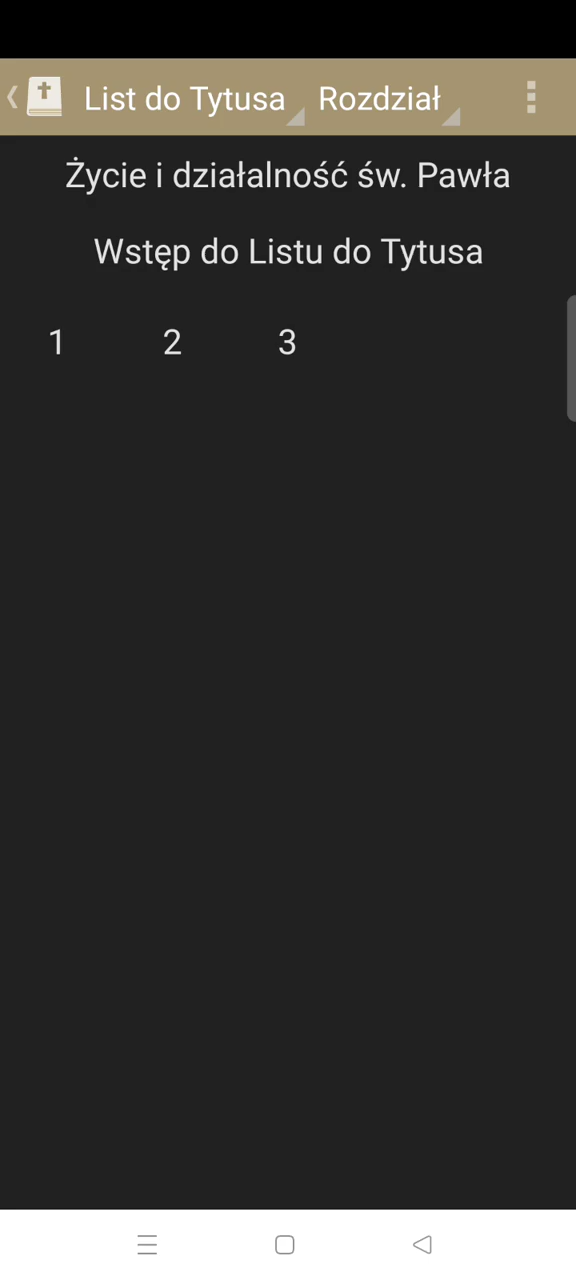 List do Tytusa Rozdział
Życie i działalność św. Pawła
Wstęp do Listu do Tytusa
1 2 3